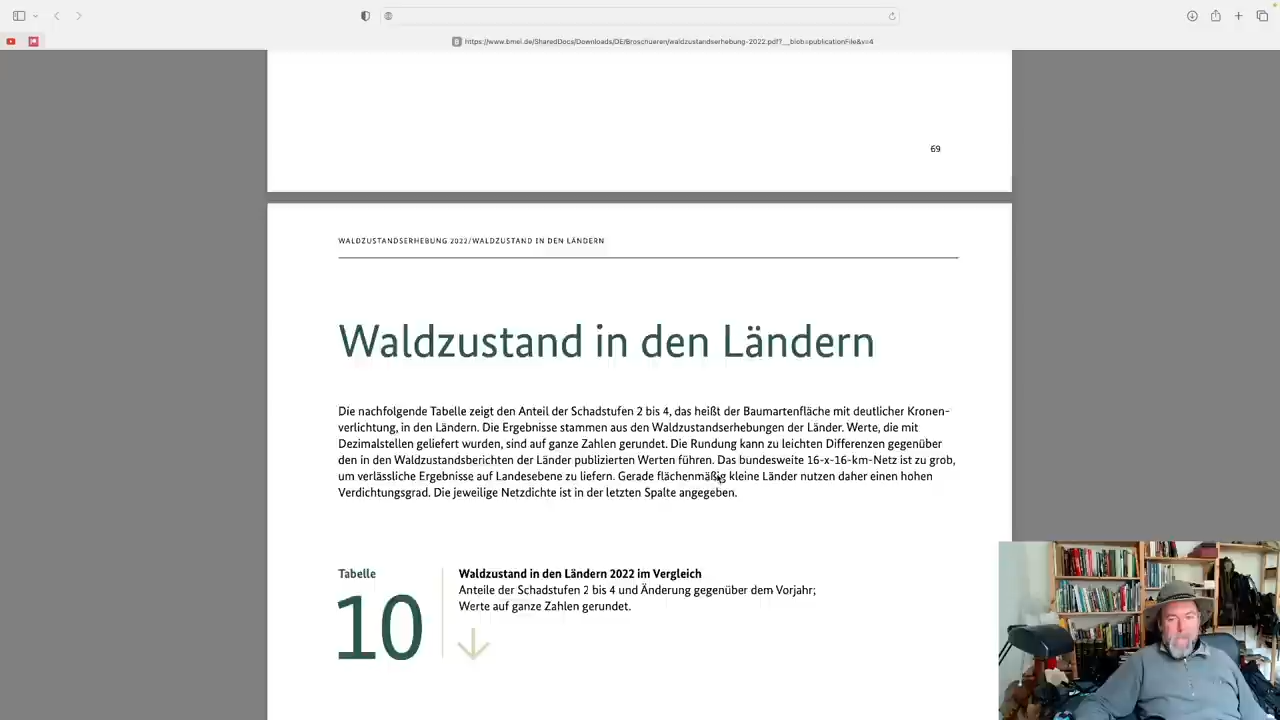 https://www.bmel.de/SharedDocs/Downloads/DE/Broschueren/waldzustandserhebung-2022.pdf?__blob=publicationFile&v=4
69
WALDZUSTANDSERHEBUNG 2022/WALDZUSTAND IN DEN LÄNDERN
Waldzustand in den Ländern
Die nachfolgende Tabelle zeigt den Anteil der Schadstufen 2 bis 4, das heißt der Baumartenfläche mit deutlicher Kronen-
verlichtung, in den Ländern. Die Ergebnisse stammen aus den Waldzustandserhebungen der Länder. Werte, die mit
Dezimalstellen geliefert wurden, sind auf ganze Zahlen gerundet. Die Rundung kann zu leichten Differenzen gegenüber
den in den Waldzustandsberichten der Länder publizierten Werten führen. Das bundesweite 16-x-16-km-Netz ist zu grob,
um verlässliche Ergebnisse auf Landesebene zu liefern. Gerade flächenmäßig kleine Länder nutzen daher einen hohen
Verdichtungsgrad. Die jeweilige Netzdichte ist in der letzten Spalte angegeben.
Tabelle
10
Waldzustand in den Ländern 2022 im Vergleich
Anteile der Schadstufen 2 bis 4 und Änderung gegenüber dem Vorjahr;
Werte auf ganze Zahlen gerundet.